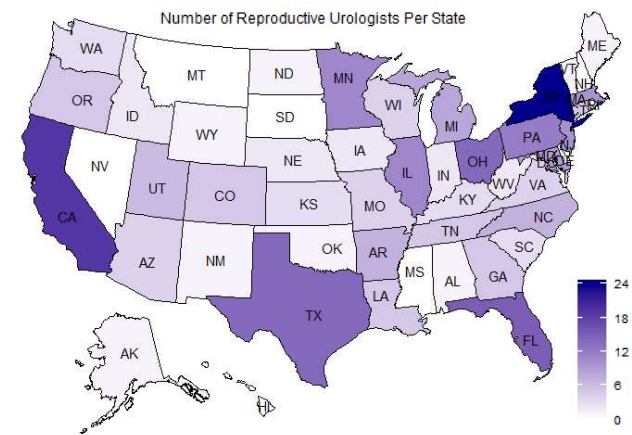 Number of Reproductive Urologists Per State
WA
MT
ND
MN
ME
VT
NH
OR
ID
SD
WI
NY
MA
MI
WY
IA
PA
NE
NV
UT
CO
IL
IN
OH
WV
VA
CA
KS
MO
KY
TN
NC
OK
AR
SC
AZ
NM
MS
AL
GA
TX
LA
FL
AK
HI
24
18
12
6
0